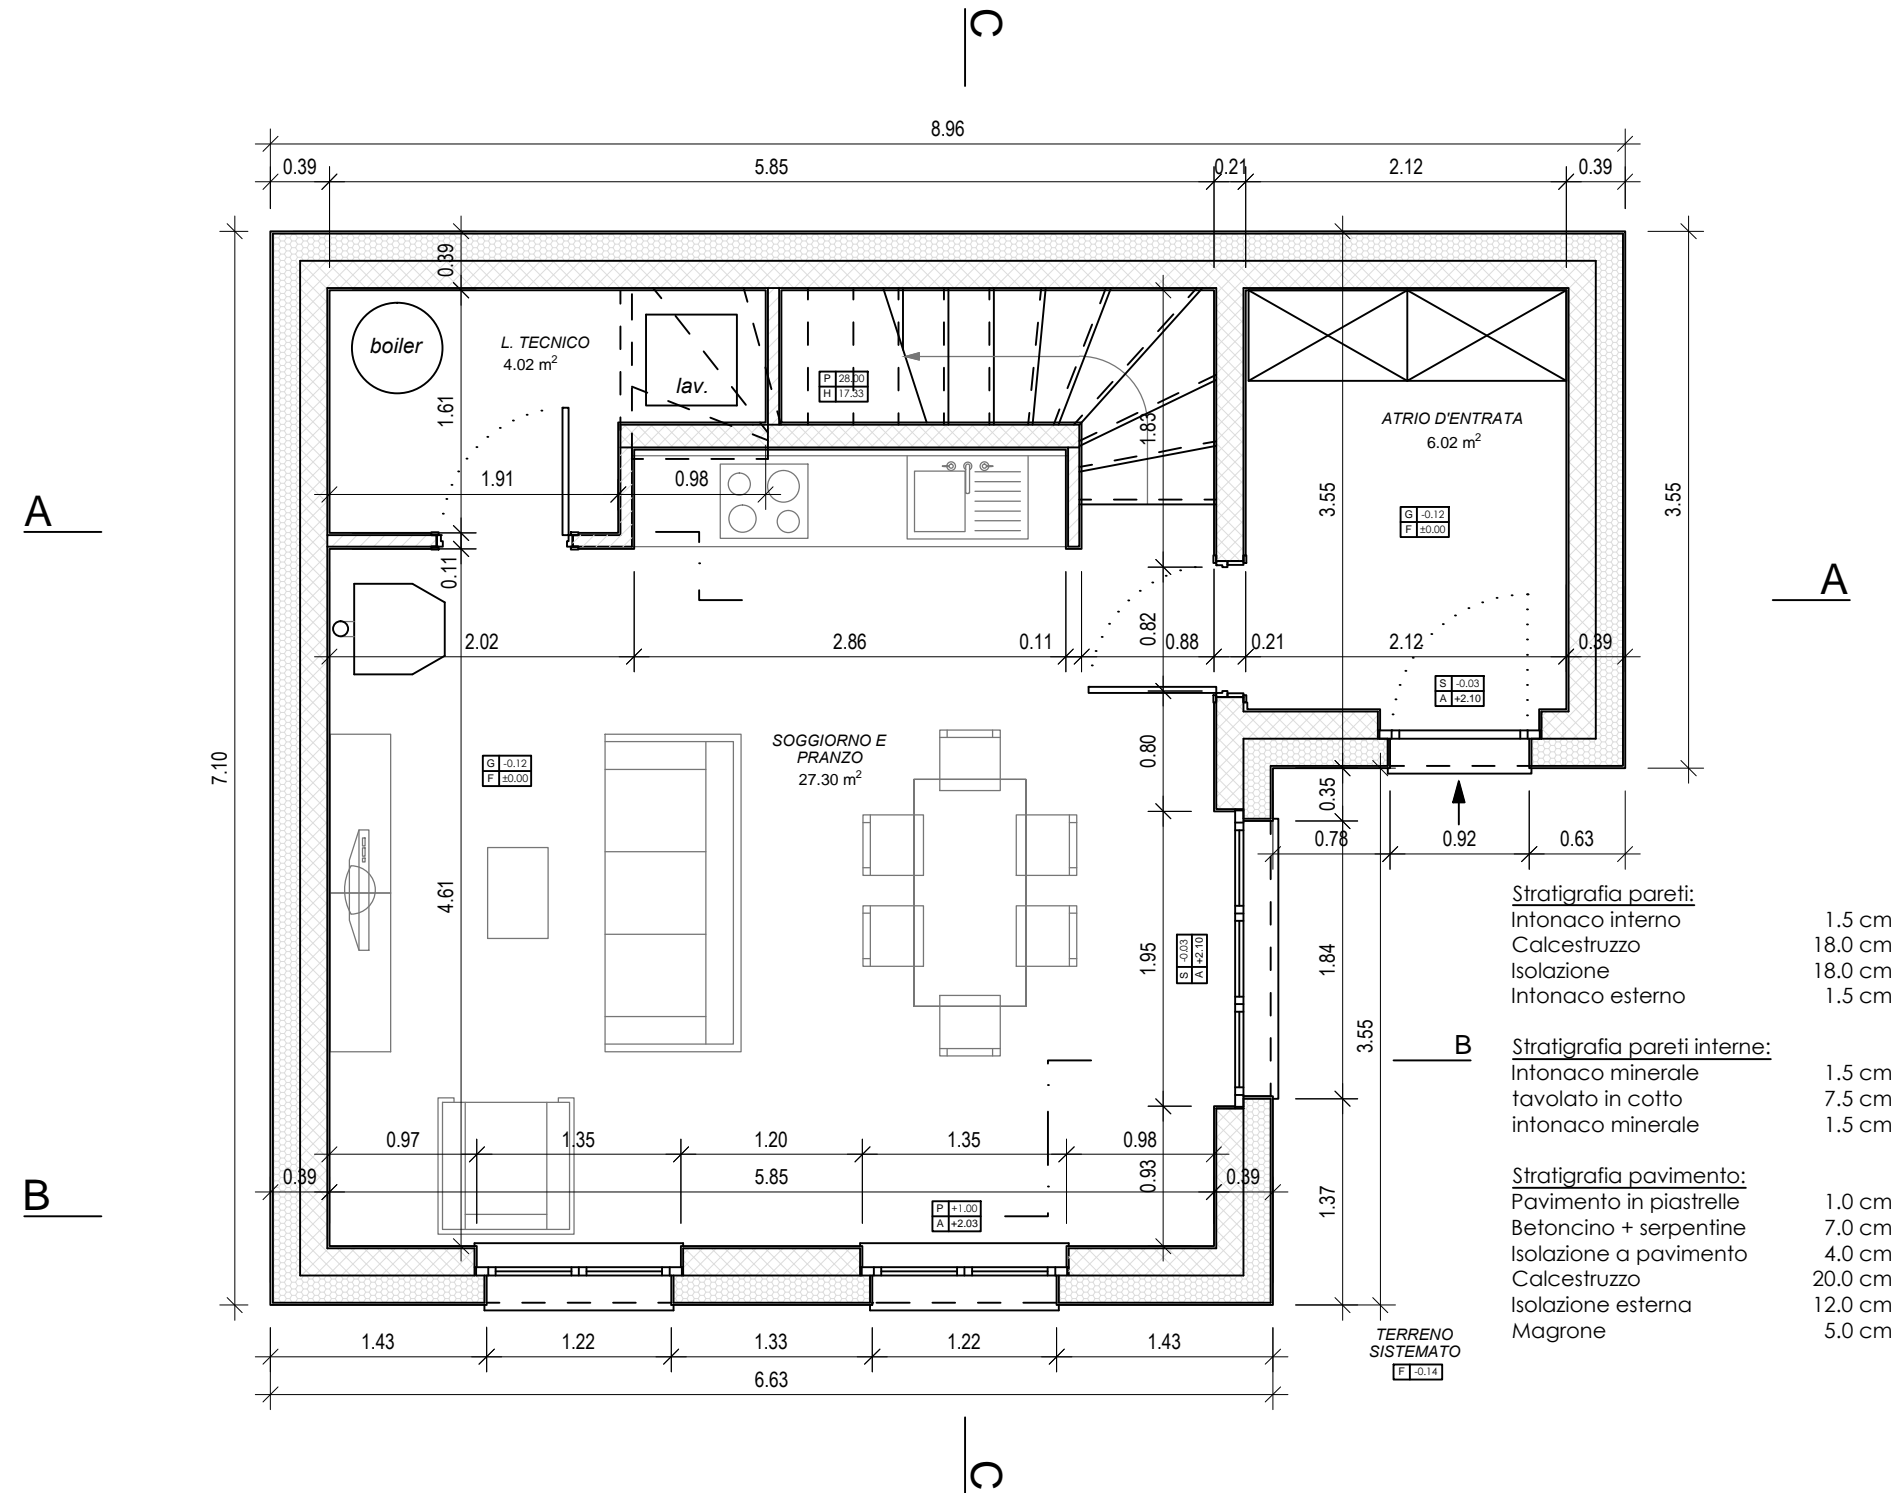 C
8.96
0.39
5.85
0.21
2.12
0.39
0.39
boiler
L. TECNICO
4.02 m²
lav.
P 28.00
H 17.33
1.61
1.83
ATRIO D'ENTRATA
6.02 m²
A
1.91
0.98
3.55
G -0.12
F ±0.00
3.55
0.11
A
2.02
2.86
0.11
0.82
0.88
0.21
2.12
0.39
S -0.03
A +2.10
7.10
G -0.12
F ±0.00
SOGGIORNO E
PRANZO
27.30 m²
0.80
0.35
0.78
0.92
0.63
4.61
1.95
S -0.03
A +2.10
1.84
3.55
B
Stratigrafia pareti:
Intonaco interno 1.5 cm
Calcestruzzo 18.0 cm
Isolazione 18.0 cm
Intonaco esterno 1.5 cm
Stratigrafia pareti interne:
Intonaco minerale 1.5 cm
tavolato in cotto 7.5 cm
intonaco minerale 1.5 cm
Stratigrafia pavimento:
Pavimento in piastrelle 1.0 cm
Betoncino + serpentine 7.0 cm
Isolazione a pavimento 4.0 cm
Calcestruzzo 20.0 cm
Isolazione esterna 12.0 cm
Magrone 5.0 cm
0.97
1.35
1.20
1.35
0.98
0.39
5.85
0.93
0.39
1.37
B
P +1.00
A +2.03
1.43
1.22
1.33
1.22
1.43
6.63
TERRENO
SISTEMATO
F -0.14
C